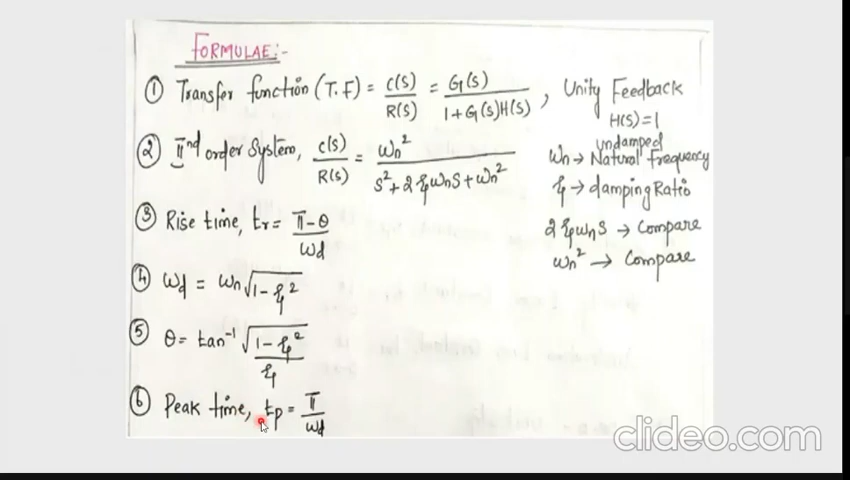 FORMULAE:-
① Transfer function (T.F) = C(S)/R(S) = G(S)/1+G(S)H(S) , Unity Feedback H(S)=1
② IInd order System, C(S)/R(S) = ωn²/S²+2ξωnS+ωn²
undamped
ωn → Natural frequency
ξ → damping Ratio
③ Rise time, tr = π-θ/ωd
2ξωnS → Compare
ωn² → Compare
④ ωd = ωn√1-ξ²
⑤ θ = tan⁻¹ √1-ξ²/ξ
⑥ Peak time, tp = π/ωd
clideo.com